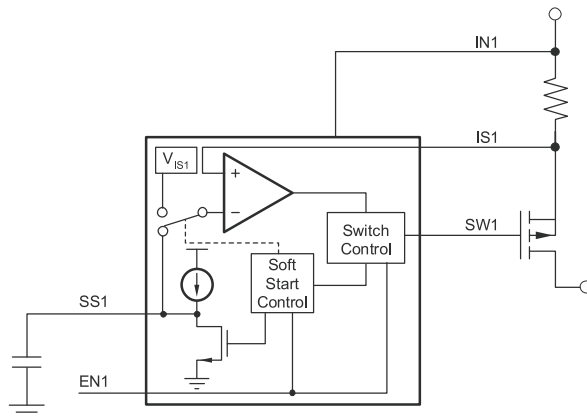 IN1
IS1
V_IS1
+
−
Switch
Control
SW1
Soft
Start
Control
SS1
EN1